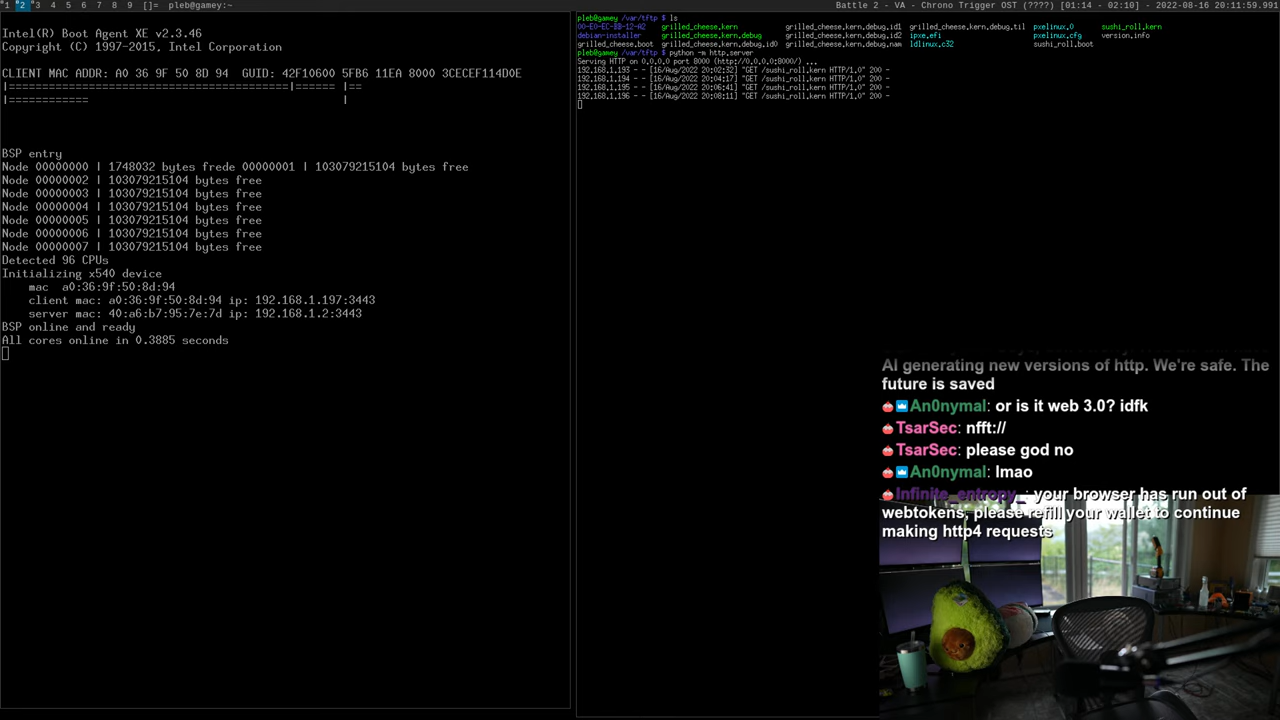 1 2 3 4 5 6 7 8 9 []= pleb@gamey:~
Battle 2 - VA - Chrono Trigger OST (????) [01:14 - 02:10] - 2022-08-16 20:11:59.991
Intel(R) Boot Agent XE v2.3.46
Copyright (C) 1997-2015, Intel Corporation
CLIENT MAC ADDR: A0 36 9F 50 8D 94  GUID: 42F10600 5FB6 11EA 8000 3CECEF114D0E
|=========================================|====== |==
|============                                      |
BSP entry
Node 00000000 | 1748032 bytes frede 00000001 | 103079215104 bytes free
Node 00000002 | 103079215104 bytes free
Node 00000003 | 103079215104 bytes free
Node 00000004 | 103079215104 bytes free
Node 00000005 | 103079215104 bytes free
Node 00000006 | 103079215104 bytes free
Node 00000007 | 103079215104 bytes free
Detected 96 CPUs
Initializing x540 device
mac  a0:36:9f:50:8d:94
client mac: a0:36:9f:50:8d:94 ip: 192.168.1.197:3443
server mac: 40:a6:b7:95:7e:7d ip: 192.168.1.2:3443
BSP online and ready
All cores online in 0.3885 seconds
pleb@gamey /var/tftp $ ls
00-E0-EC-BB-12-A2 grilled_cheese.kern grilled_cheese.kern.debug.id1 grilled_cheese.kern.debug.til pxelinux.0 sushi_roll.kern
debian-installer grilled_cheese.kern.debug grilled_cheese.kern.debug.id2 ipxe.efi pxelinux.cfg version.info
grilled_cheese.boot grilled_cheese.kern.debug.id0 grilled_cheese.kern.debug.nam ldlinux.c32 sushi_roll.boot
pleb@gamey /var/tftp $ python -m http.server
Serving HTTP on 0.0.0.0 port 8000 (http://0.0.0.0:8000/) ...
192.168.1.193 - - [16/Aug/2022 20:02:32] "GET /sushi_roll.kern HTTP/1.0" 200 -
192.168.1.194 - - [16/Aug/2022 20:04:17] "GET /sushi_roll.kern HTTP/1.0" 200 -
192.168.1.195 - - [16/Aug/2022 20:06:41] "GET /sushi_roll.kern HTTP/1.0" 200 -
192.168.1.196 - - [16/Aug/2022 20:08:11] "GET /sushi_roll.kern HTTP/1.0" 200 -
AI generating new versions of http. We're safe. The
future is saved
An0nymal: or is it web 3.0? idfk
TsarSec: nfft://
TsarSec: please god no
An0nymal: lmao
Infinite_entropy_: your browser has run out of
webtokens, please refill your wallet to continue
making http4 requests